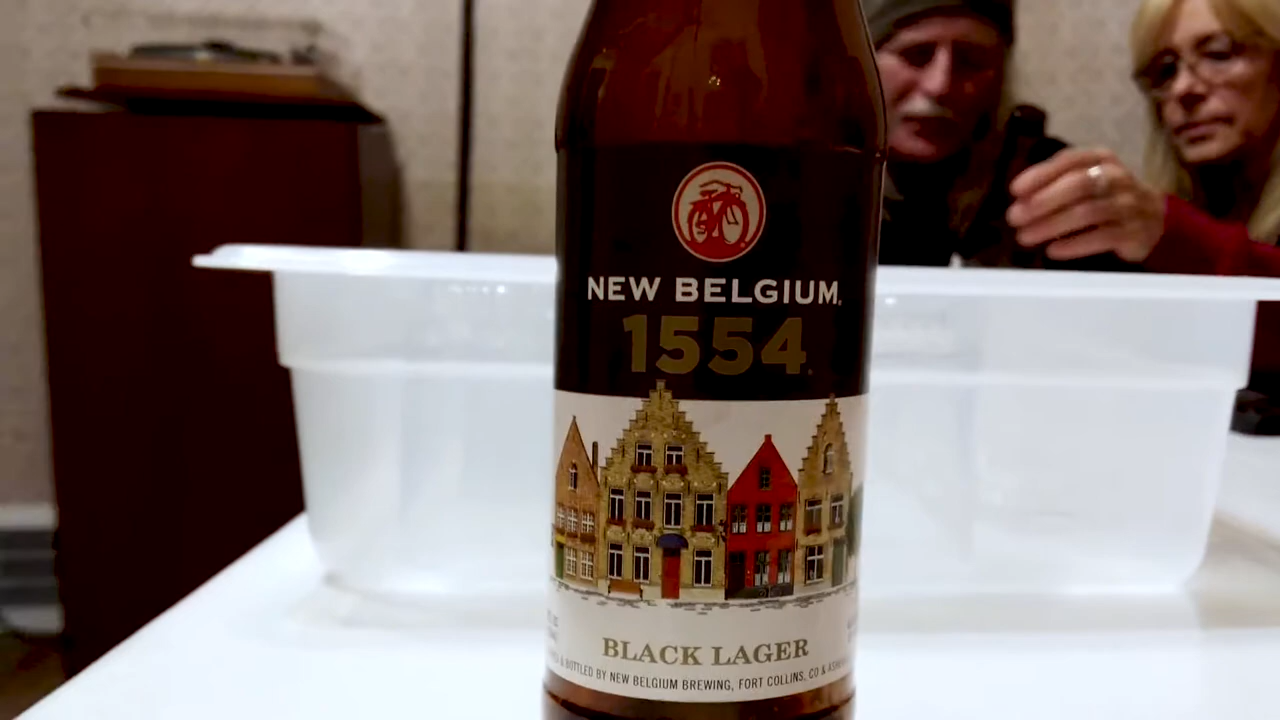 NEW BELGIUM.
1554.
BLACK LAGER
& BOTTLED BY NEW BELGIUM BREWING, FORT COLLINS, CO &